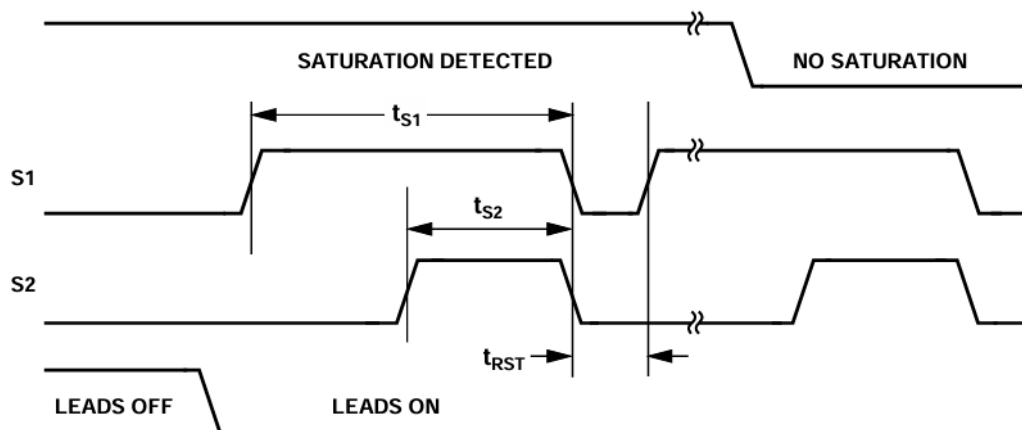 SATURATION DETECTED
NO SATURATION
tS1
S1
tS2
S2
tRST
LEADS OFF
LEADS ON